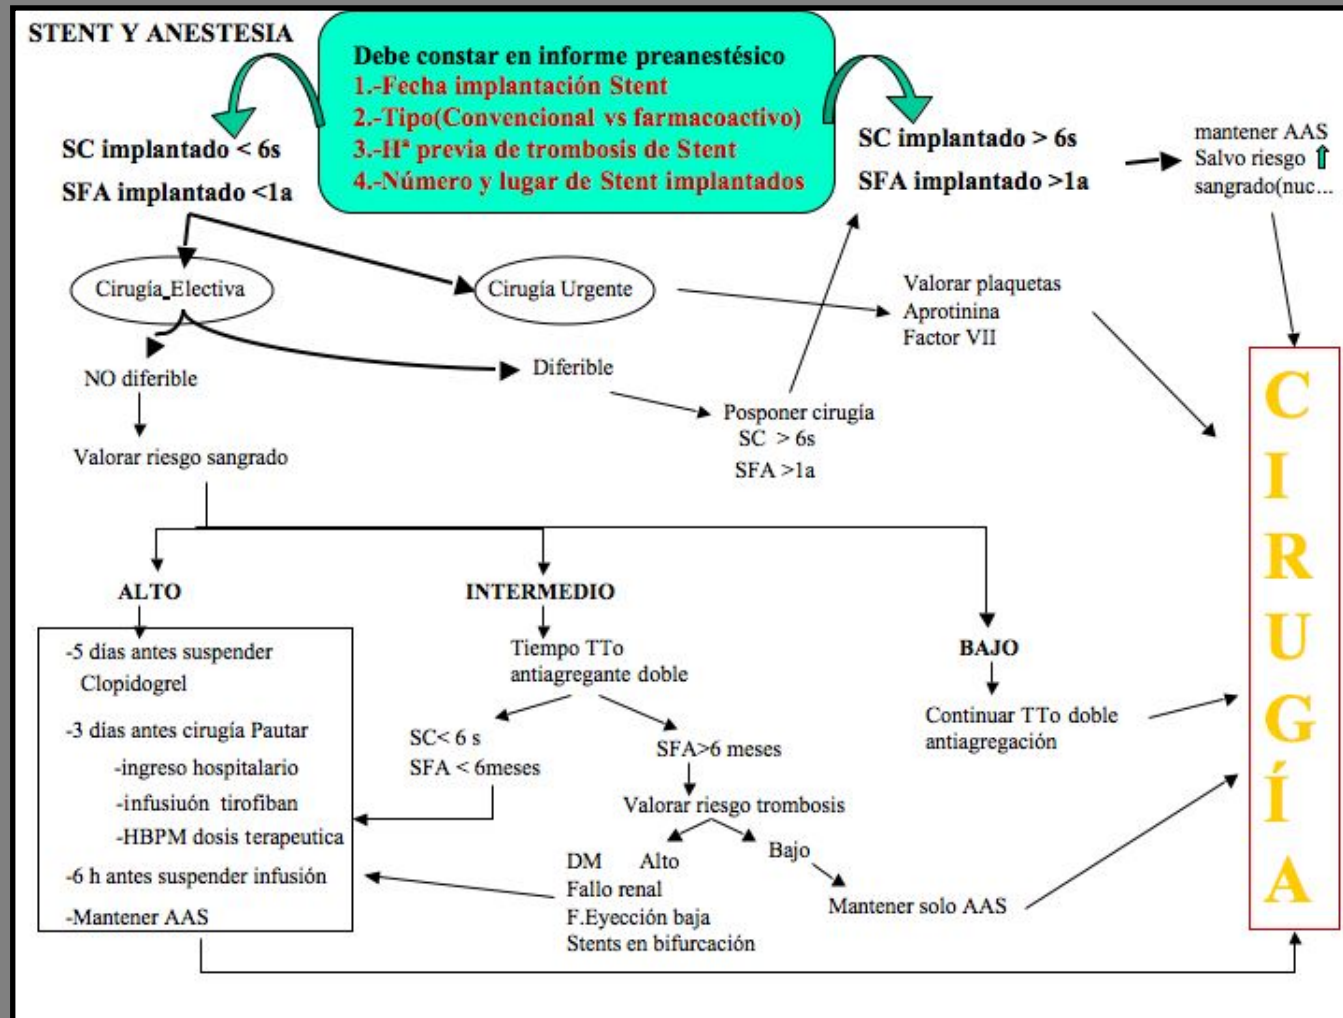 STENT Y ANESTESIA
Debe constar en informe preanestésico
1.-Fecha implantación Stent
2.-Tipo(Convencional vs farmacoactivo)
3.-Hª previa de trombosis de Stent
4.-Número y lugar de Stent implantados
SC implantado < 6s
SFA implantado <1a
SC implantado > 6s
SFA implantado >1a
mantener AAS
Salvo riesgo
sangrado(nuc...
Cirugía Electiva
Cirugía Urgente
Valorar plaquetas
Aprotinina
Factor VII
NO diferible
Diferible
Posponer cirugía
SC > 6s
SFA >1a
Valorar riesgo sangrado
ALTO
INTERMEDIO
BAJO
-5 días antes suspender
Clopidogrel
-3 días antes cirugía Pautar
-ingreso hospitalario
-infusiuón tirofiban
-HBPM dosis terapeutica
-6 h antes suspender infusión
-Mantener AAS
Tiempo TTo
antiagregante doble
SC< 6 s
SFA < 6meses
SFA>6 meses
Valorar riesgo trombosis
DM Alto
Fallo renal
F.Eyección baja
Stents en bifurcación
Bajo
Mantener solo AAS
Continuar TTo doble
antiagregación
C
I
R
U
G
Í
A